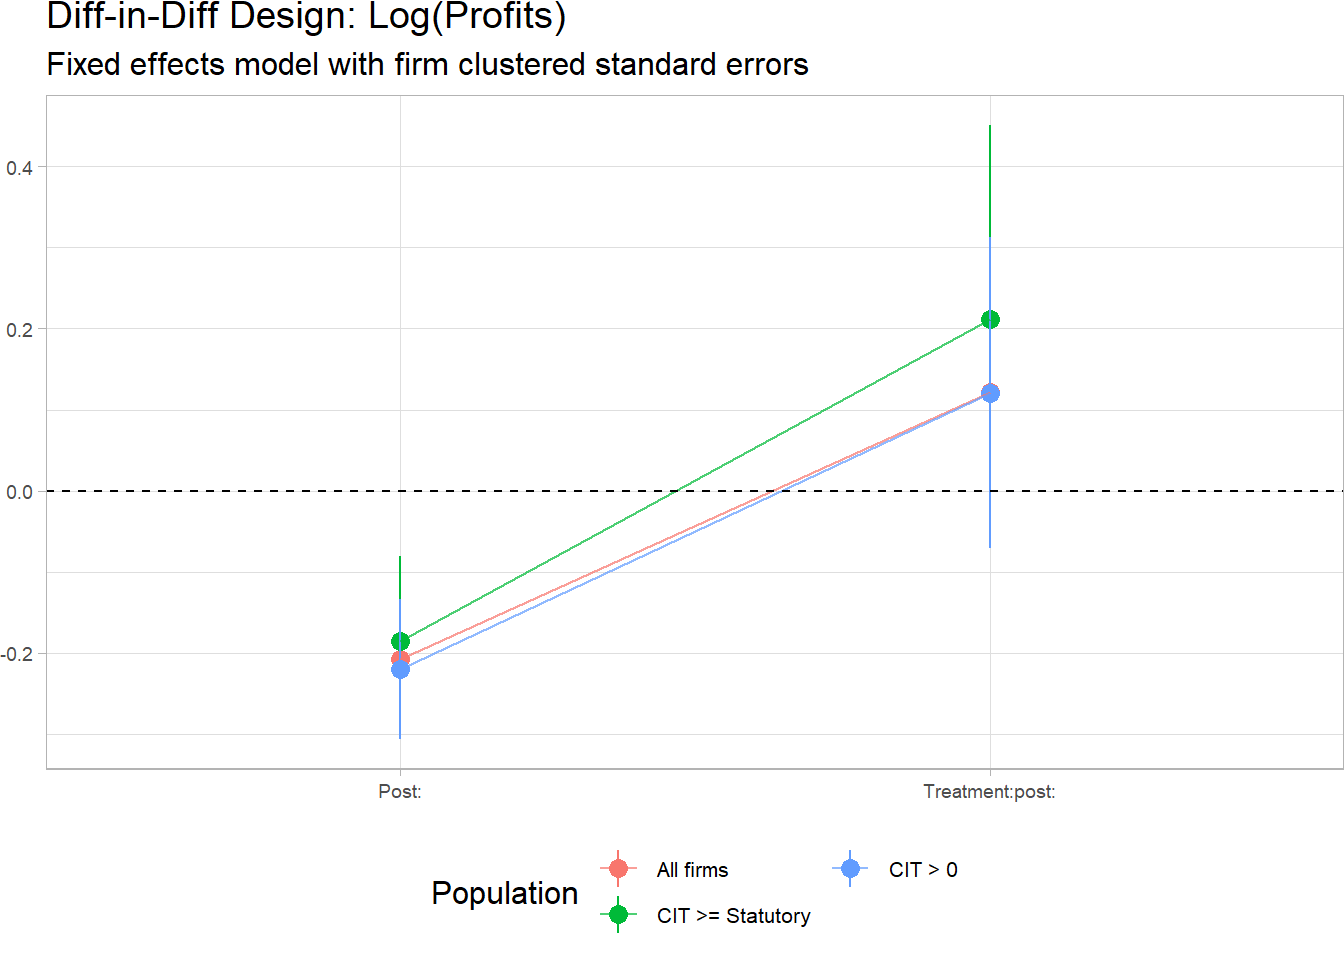 Diff-in-Diff Design: Log(Profits)
Fixed effects model with firm clustered standard errors
0.4
0.2
0.0
-0.2
Post:
Treatment:post:
Population
All firms
CIT > 0
CIT >= Statutory